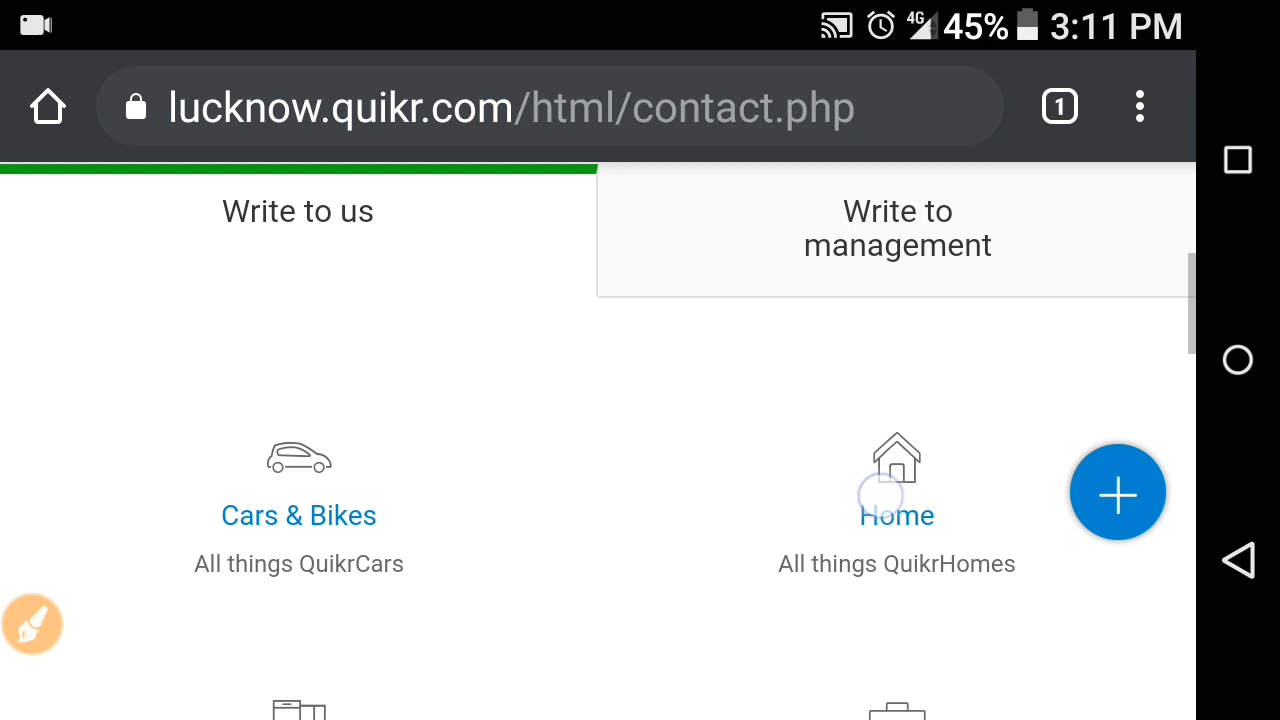 4G 45% 3:11 PM
lucknow.quikr.com/html/contact.php 1
Write to us
Write to
management
Cars & Bikes
Home
All things QuikrCars
All things QuikrHomes